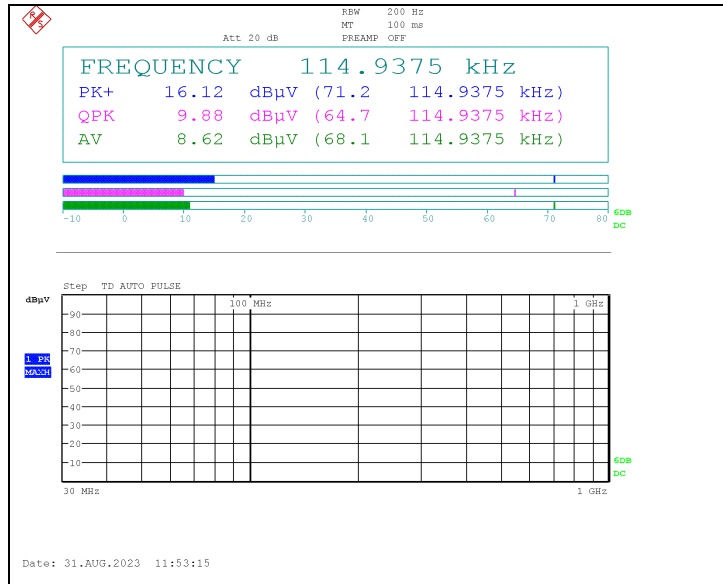 R S
RBW 200 Hz
MT 100 ms
Att 20 dB PREAMP OFF
FREQUENCY 114.9375 kHz
PK+ 16.12 dBµV (71.2 114.9375 kHz)
QPK 9.88 dBµV (64.7 114.9375 kHz)
AV 8.62 dBµV (68.1 114.9375 kHz)
-10 0 10 20 30 40 50 60 70 80
6DB
DC
Step TD AUTO PULSE
dBµV
100 MHz 1 GHz
90
80
70
1 PK
MAXH
60
50
40
30
20
10
6DB
DC
30 MHz 1 GHz
Date: 31.AUG.2023 11:53:15